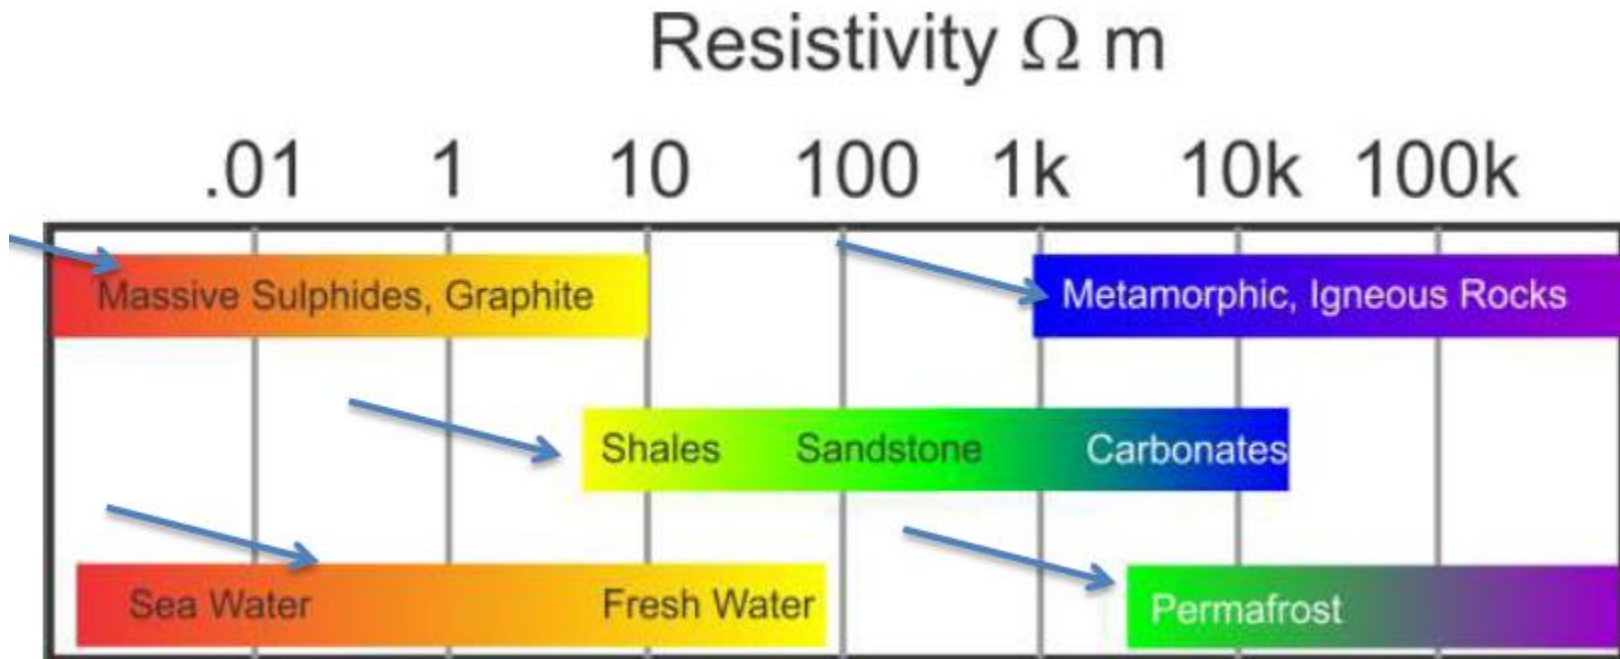 Resistivity Ω m
.01 1 10 100 1k 10k 100k
Massive Sulphides, Graphite Metamorphic, Igneous Rocks
Shales Sandstone Carbonates
Sea Water Fresh Water Permafrost